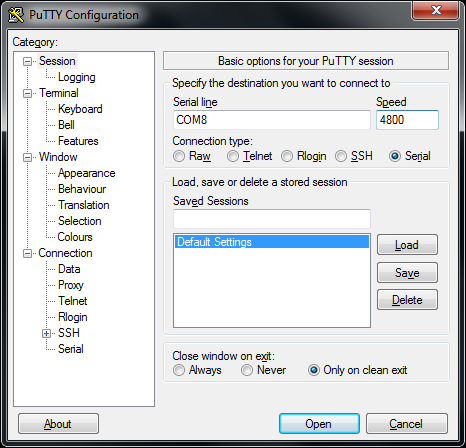 PuTTY Configuration
Category:
Session
Logging
Terminal
Keyboard
Bell
Features
Window
Appearance
Behaviour
Translation
Selection
Colours
Connection
Data
Proxy
Telnet
Rlogin
SSH
Serial
Basic options for your PuTTY session
Specify the destination you want to connect to
Serial line Speed
COM8 4800
Connection type:
Raw Telnet Rlogin SSH Serial
Load, save or delete a stored session
Saved Sessions
Default Settings
Load
Save
Delete
Close window on exit:
Always Never Only on clean exit
About Open Cancel